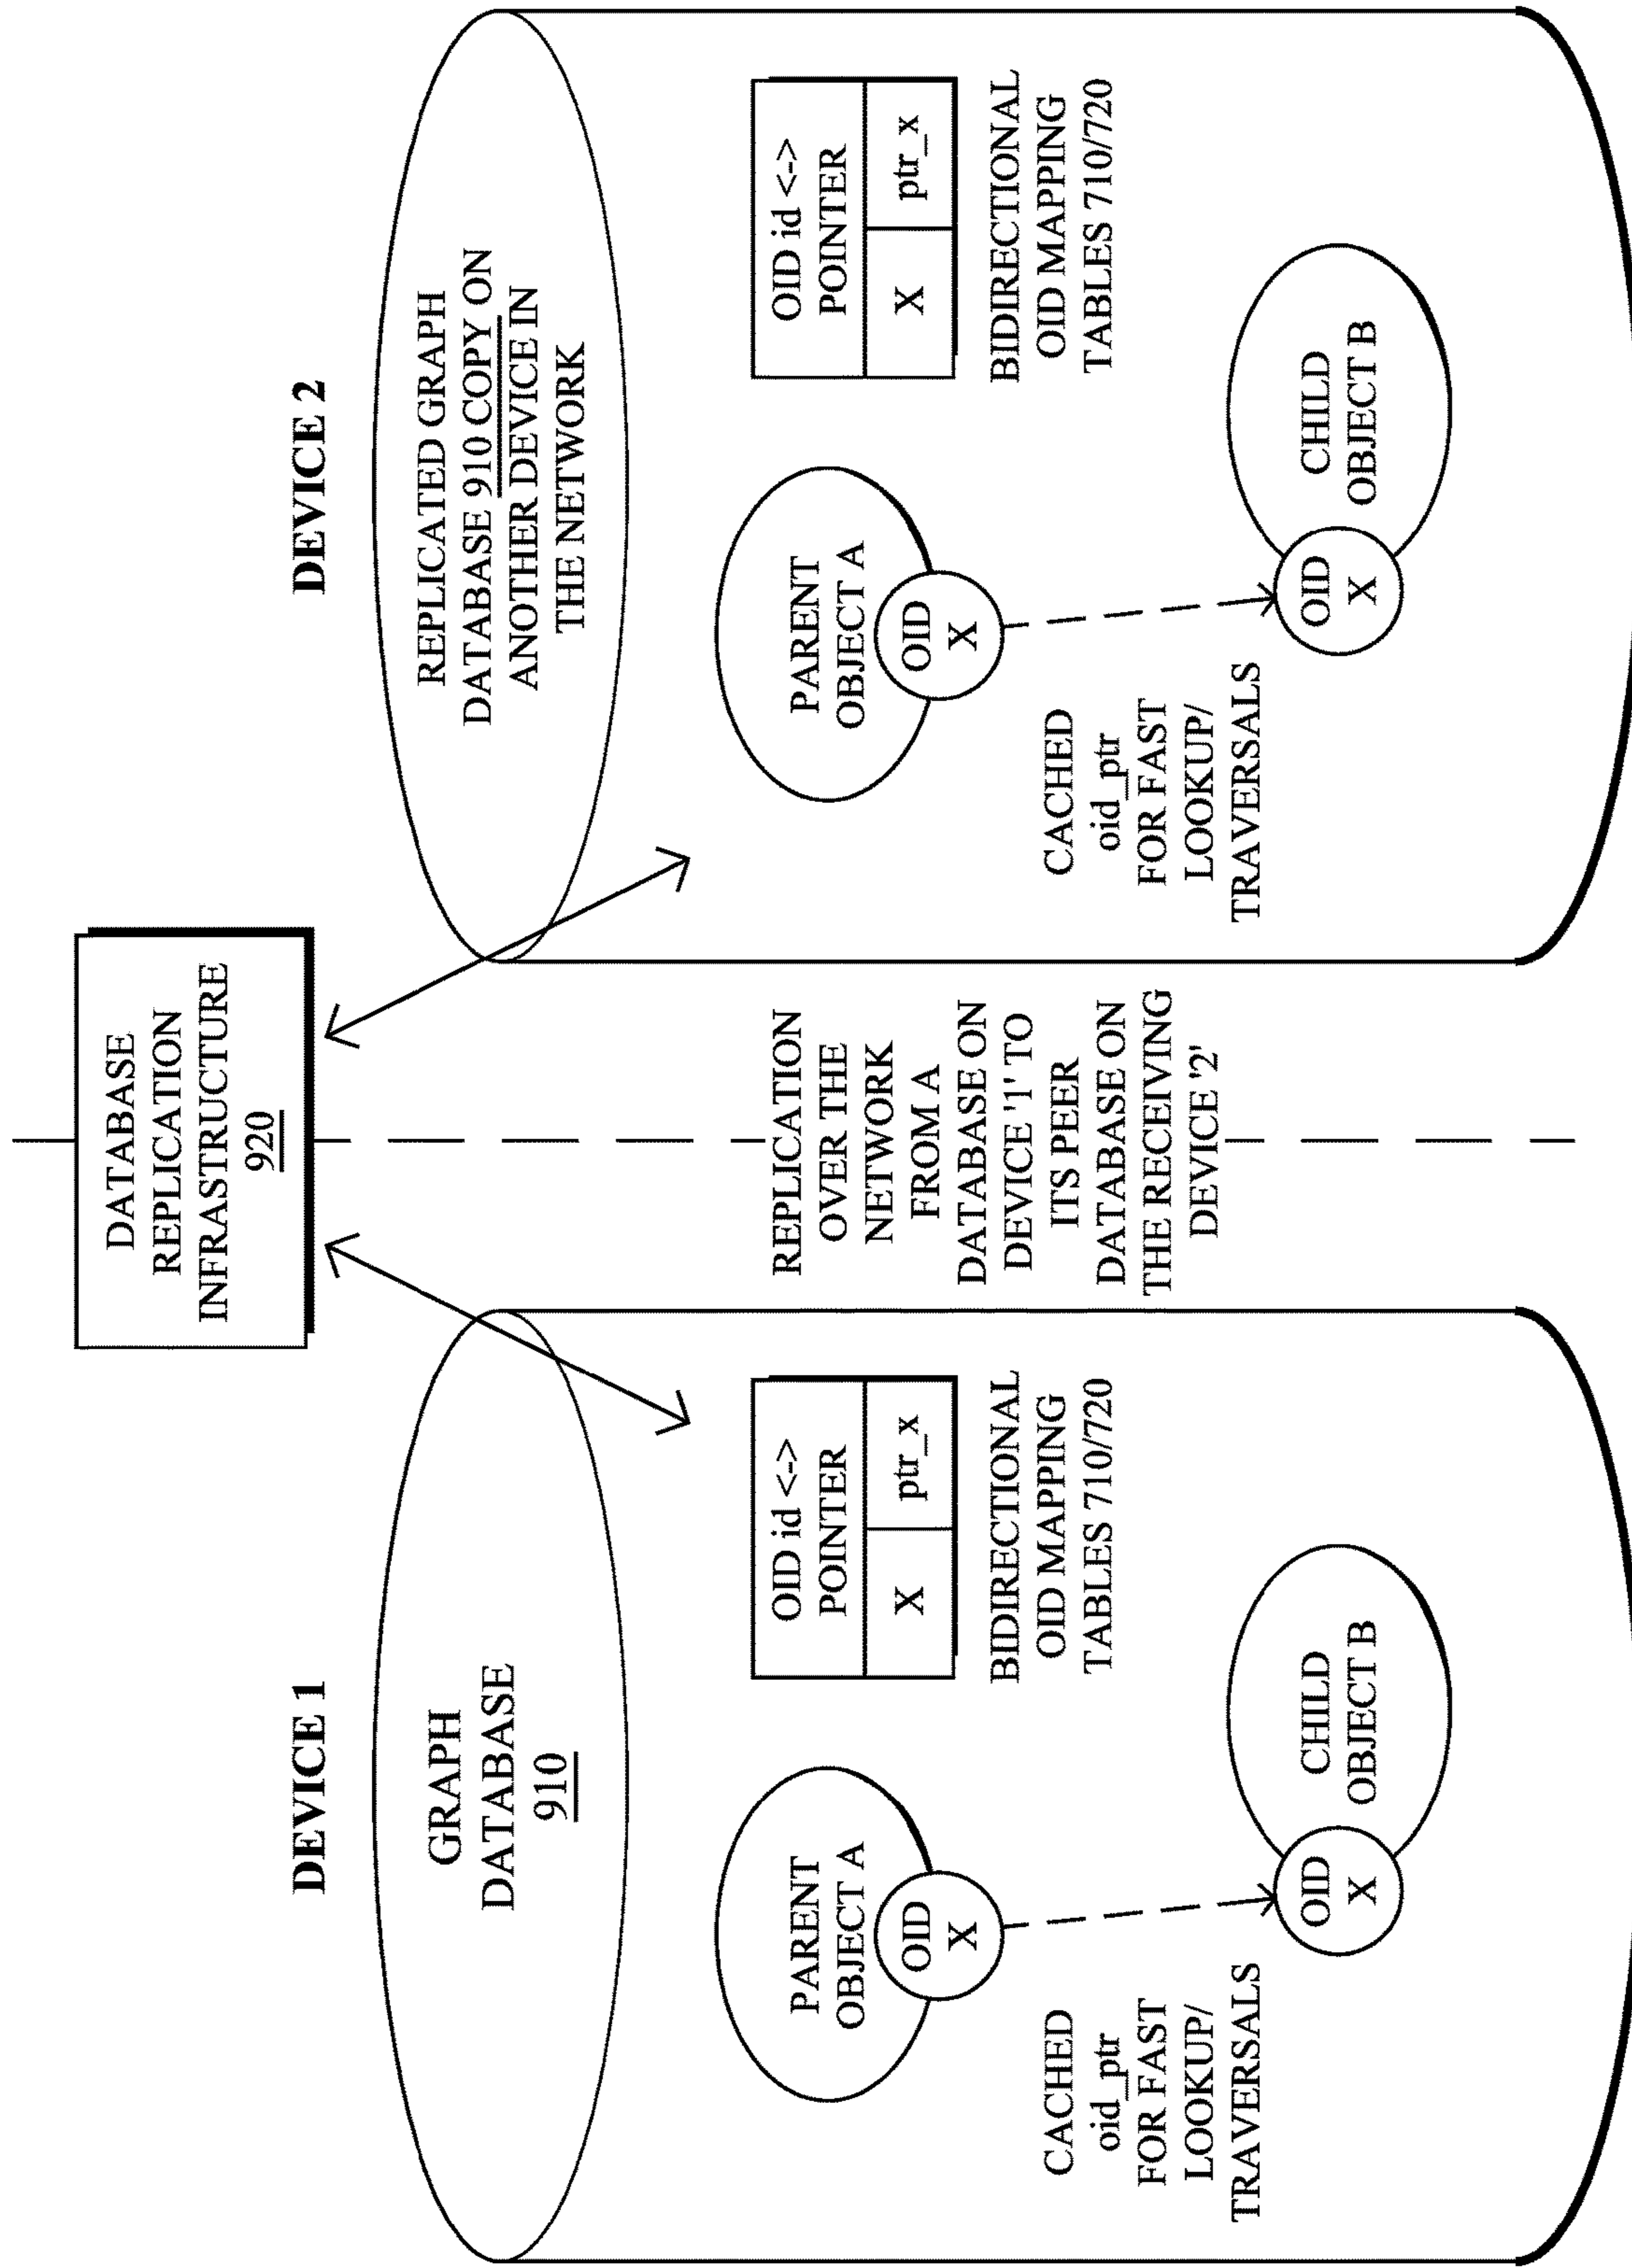 DATABASE
REPLICATION
INFRASTRUCTURE
920
DEVICE 1
GRAPH
DATABASE
910
PARENT
OBJECT A
OID
X
OID id <->
POINTER
X
ptr_x
BIDIRECTIONAL
OID MAPPING
TABLES 710/720
CACHED
oid_ptr
FOR FAST
LOOKUP/
TRAVERSALS
OID
X
CHILD
OBJECT B
REPLICATION
OVER THE
NETWORK
FROM A
DATABASE ON
DEVICE '1' TO
ITS PEER
DATABASE ON
THE RECEIVING
DEVICE '2'
DEVICE 2
REPLICATED GRAPH
DATABASE 910 COPY ON
ANOTHER DEVICE IN
THE NETWORK
PARENT
OBJECT A
OID
X
OID id <->
POINTER
X
ptr_x
BIDIRECTIONAL
OID MAPPING
TABLES 710/720
CACHED
oid_ptr
FOR FAST
LOOKUP/
TRAVERSALS
OID
X
CHILD
OBJECT B